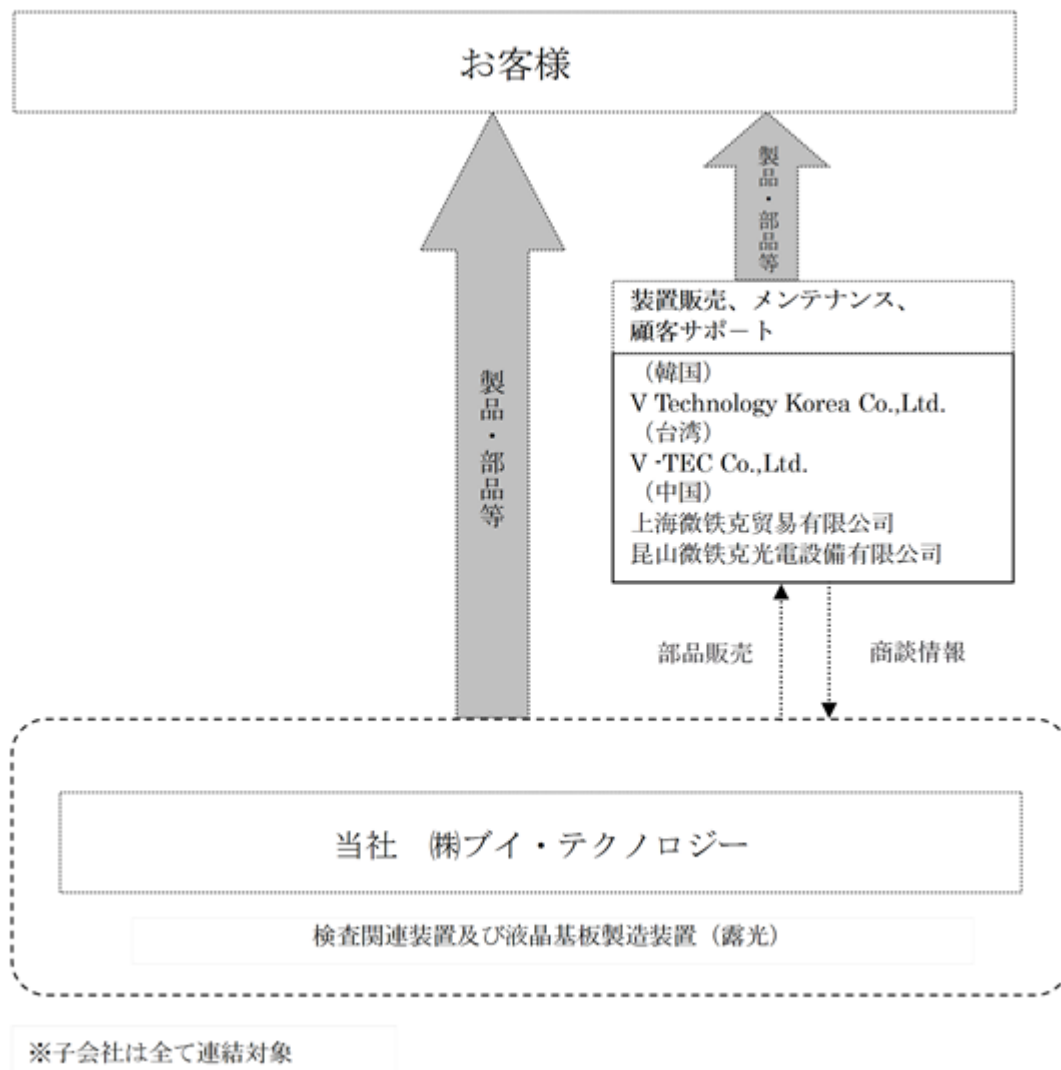 お客様
製品・部品等
製品・部品等
装置販売、メンテナンス、
顧客サポート
（韓国）
V Technology Korea Co.,Ltd.
（台湾）
V -TEC Co.,Ltd.
（中国）
上海微铁克贸易有限公司
昆山微铁克光電設備有限公司
部品販売
商談情報
当社　㈱ブイ・テクノロジー
検査関連装置及び液晶基板製造装置（露光）
※子会社は全て連結対象